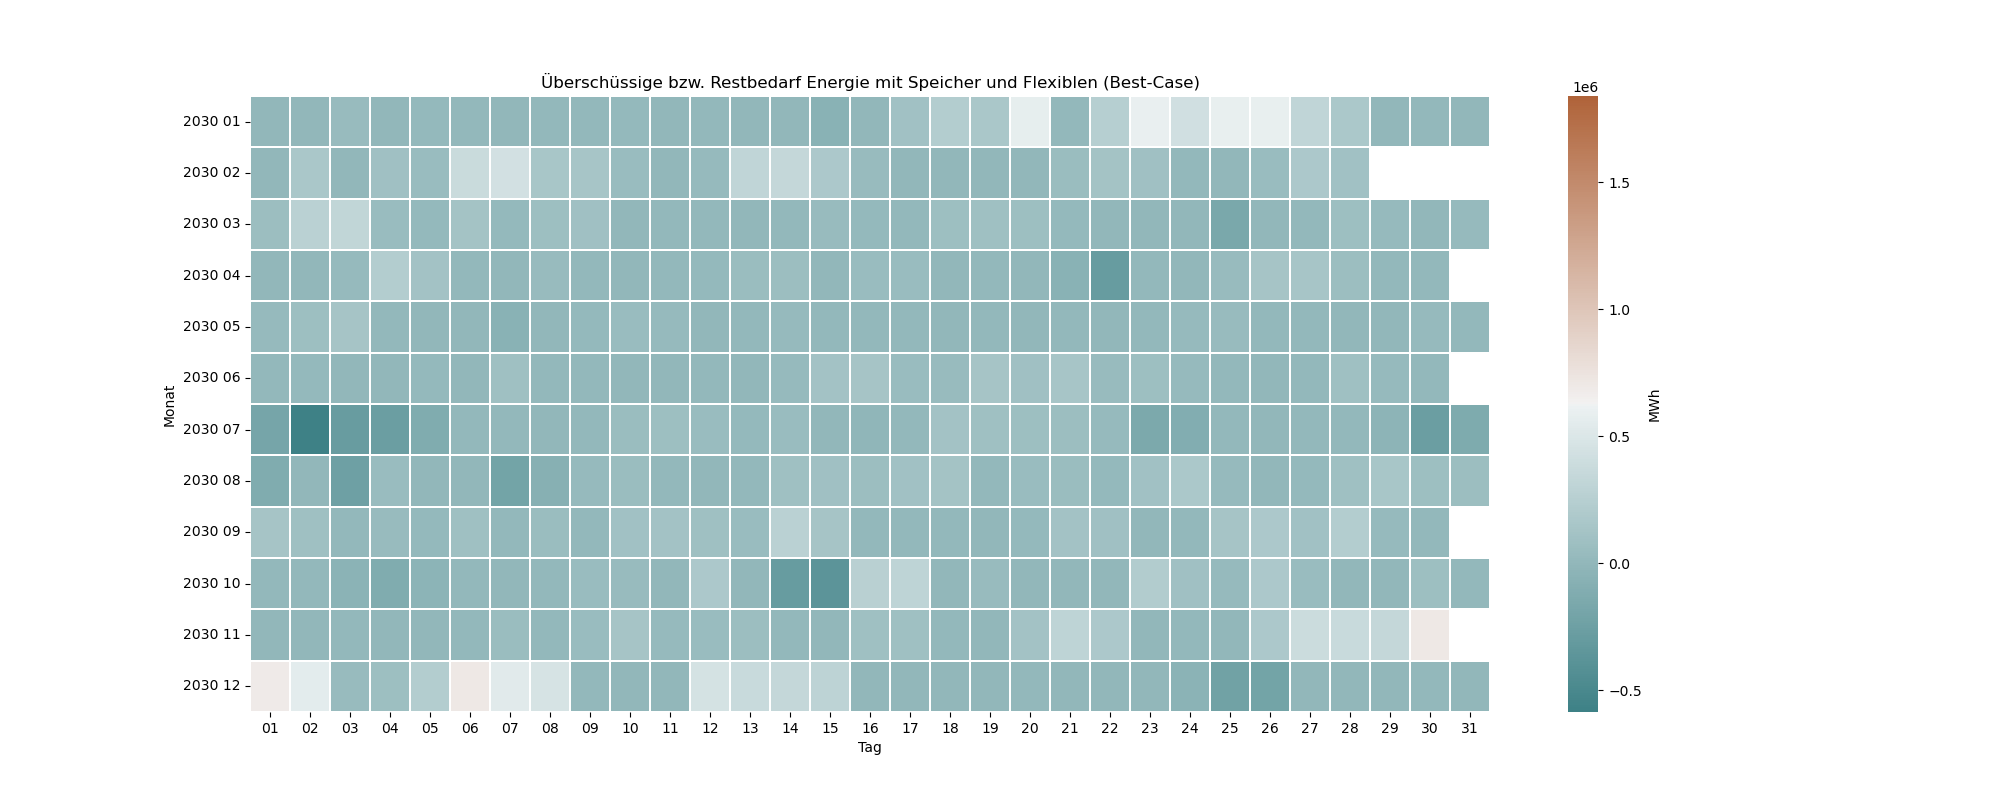 Überschüssige bzw. Restbedarf Energie mit Speicher und Flexiblen (Best-Case)
1e6
2030 01
2030 02
2030 03
2030 04
2030 05
2030 06
2030 07
2030 08
2030 09
2030 10
2030 11
2030 12
Monat
01 02 03 04 05 06 07 08 09 10 11 12 13 14 15 16 17 18 19 20 21 22 23 24 25 26 27 28 29 30 31
Tag
1.5
1.0
0.5
0.0
−0.5
MWh